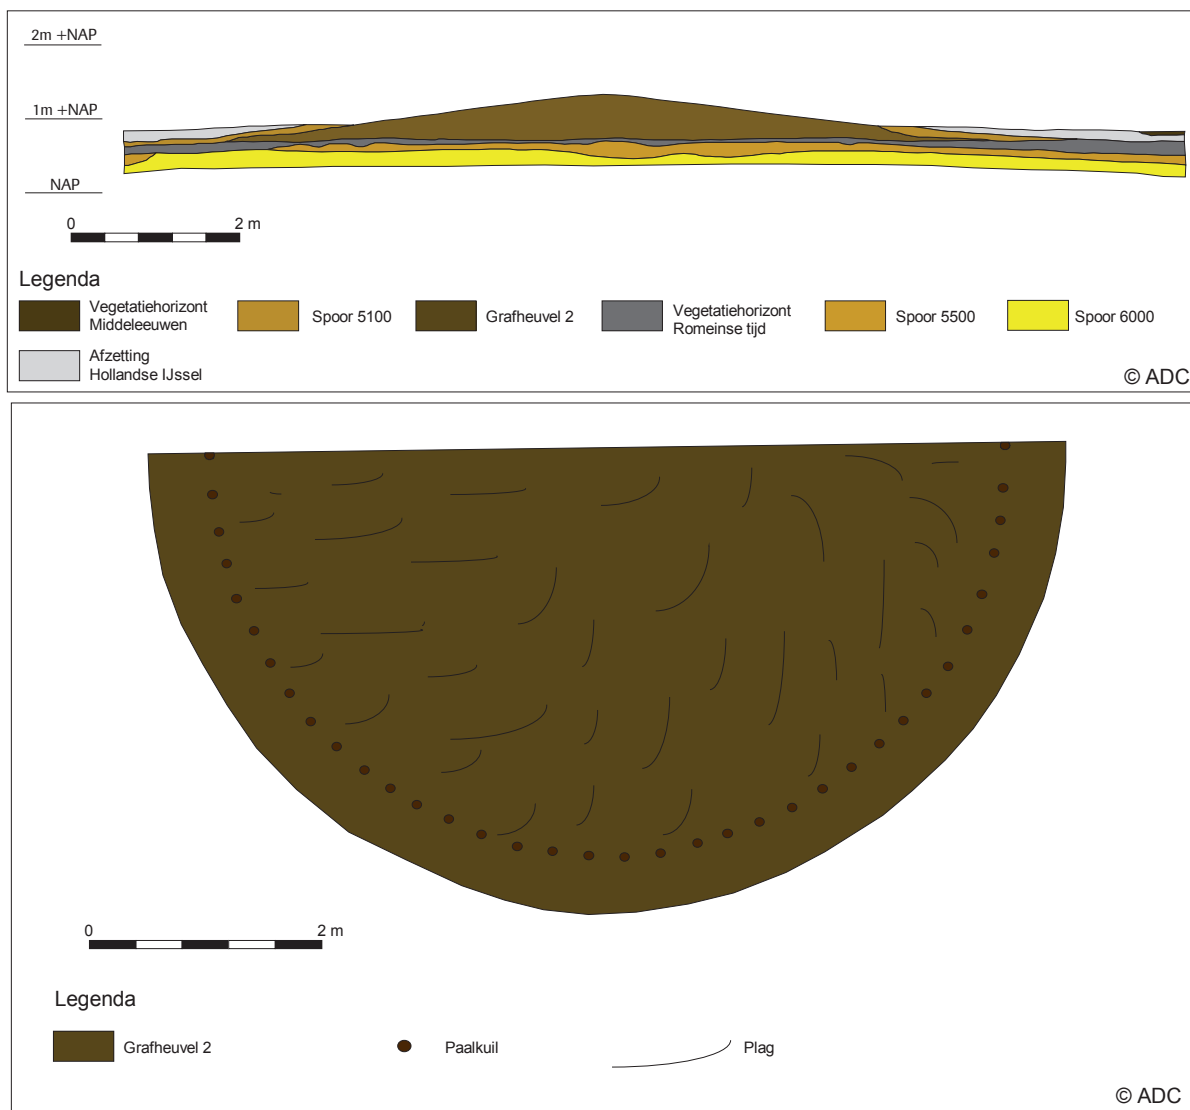 2m +NAP
1m +NAP
NAP
0 2 m
Legenda
Vegetatiehorizont
Middeleeuwen
Spoor 5100
Grafheuvel 2
Vegetatiehorizont
Romeinse tijd
Spoor 5500
Spoor 6000
Afzetting
Hollandse IJssel
© ADC
0 2 m
Legenda
Grafheuvel 2
Paalkuil
Plag
© ADC